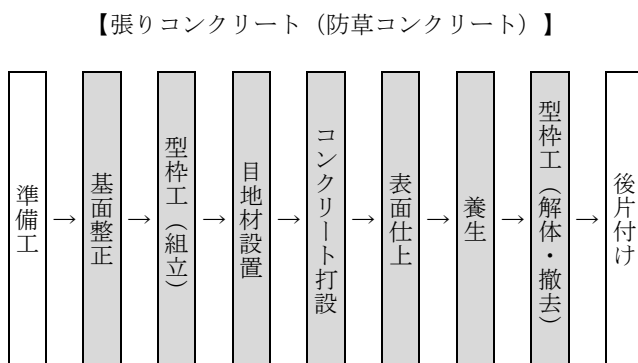 【張りコンクリート（防草コンクリート）】
準備工
→
基面整正
→
型枠工（組立）
→
目地材設置
→
コンクリート打設
→
表面仕上
→
養生
→
型枠工（解体・撤去）
→
後片付け